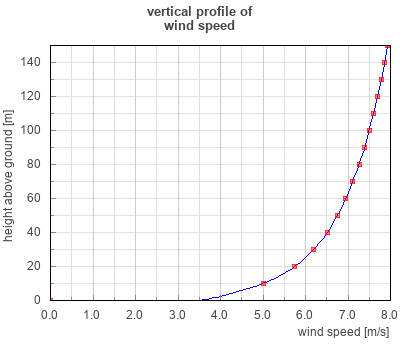 vertical profile of
wind speed
height above ground [m]
140
120
100
80
60
40
20
0
0.0 1.0 2.0 3.0 4.0 5.0 6.0 7.0 8.0
wind speed [m/s]